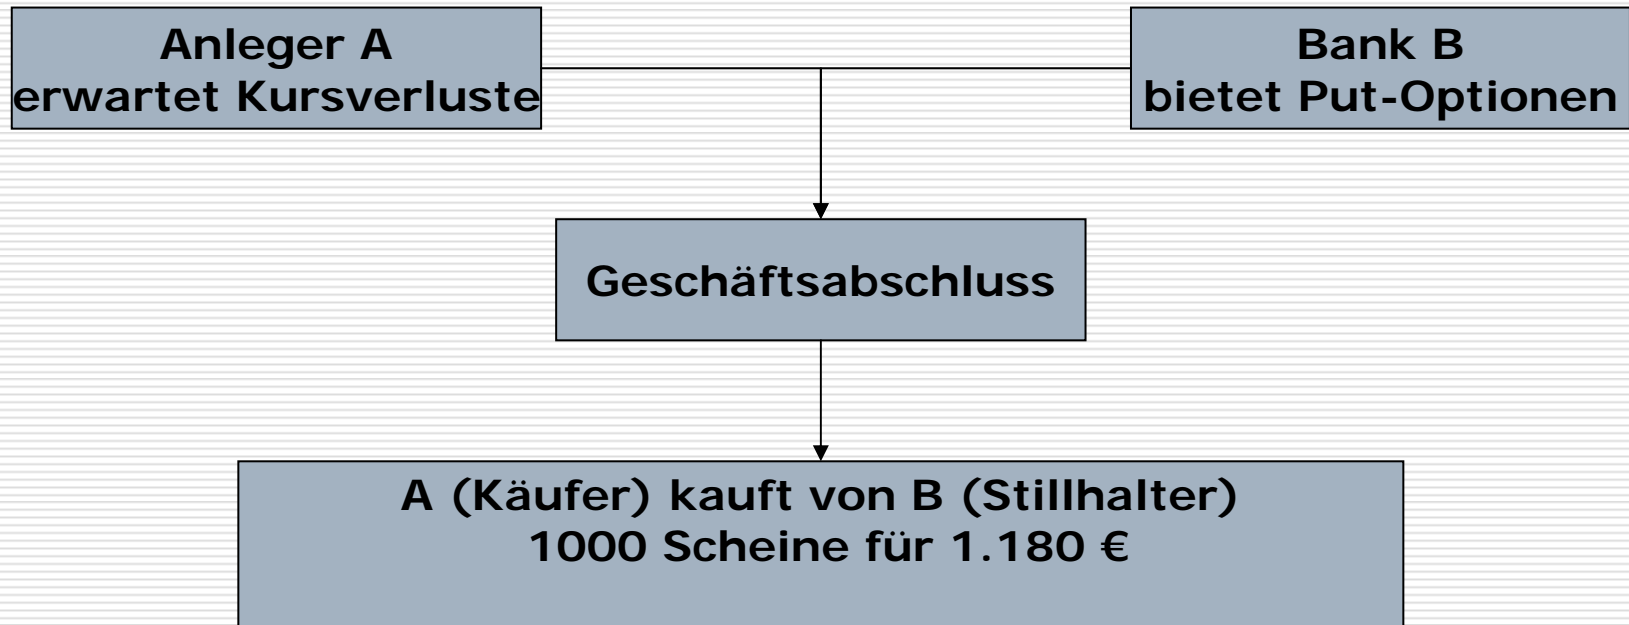 Anleger A
erwartet Kursverluste
Bank B
bietet Put-Optionen
Geschäftsabschluss
A (Käufer) kauft von B (Stillhalter)
1000 Scheine für 1.180 €